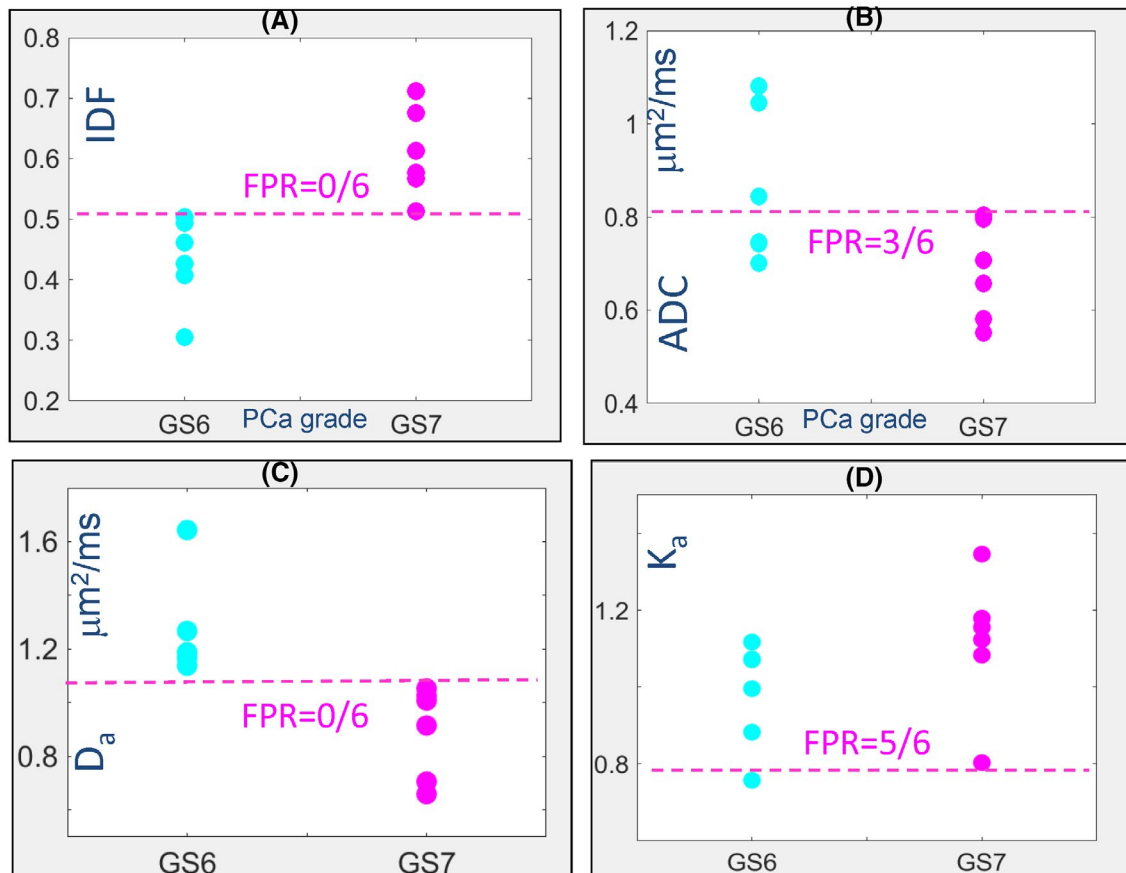 (A)
0.8
0.7
0.6
0.5
0.4
0.3
0.2
IDF
FPR=0/6
GS6
PCa grade
GS7
(B)
1.2
1
0.8
0.6
0.4
μm²/ms
ADC
FPR=3/6
GS6
PCa grade
GS7
(C)
1.6
1.2
0.8
μm²/ms
Dₐ
FPR=0/6
GS6
GS7
(D)
1.2
0.8
Kₐ
FPR=5/6
GS6
GS7